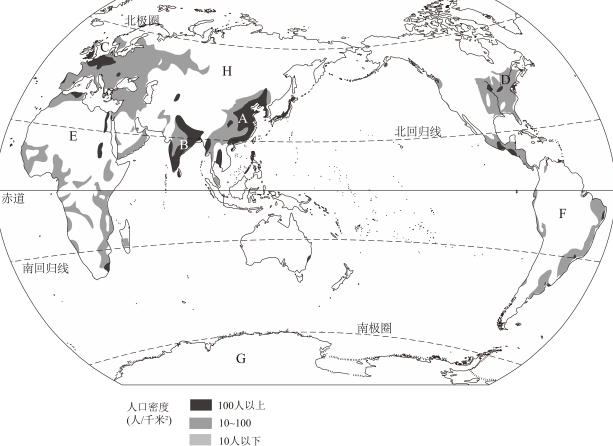 北极圈
C
H
D
A
E
B
北回归线
赤道
F
南回归线
南极圈
G
人口密度
(人/千米²)
100人以上
10~100
10人以下